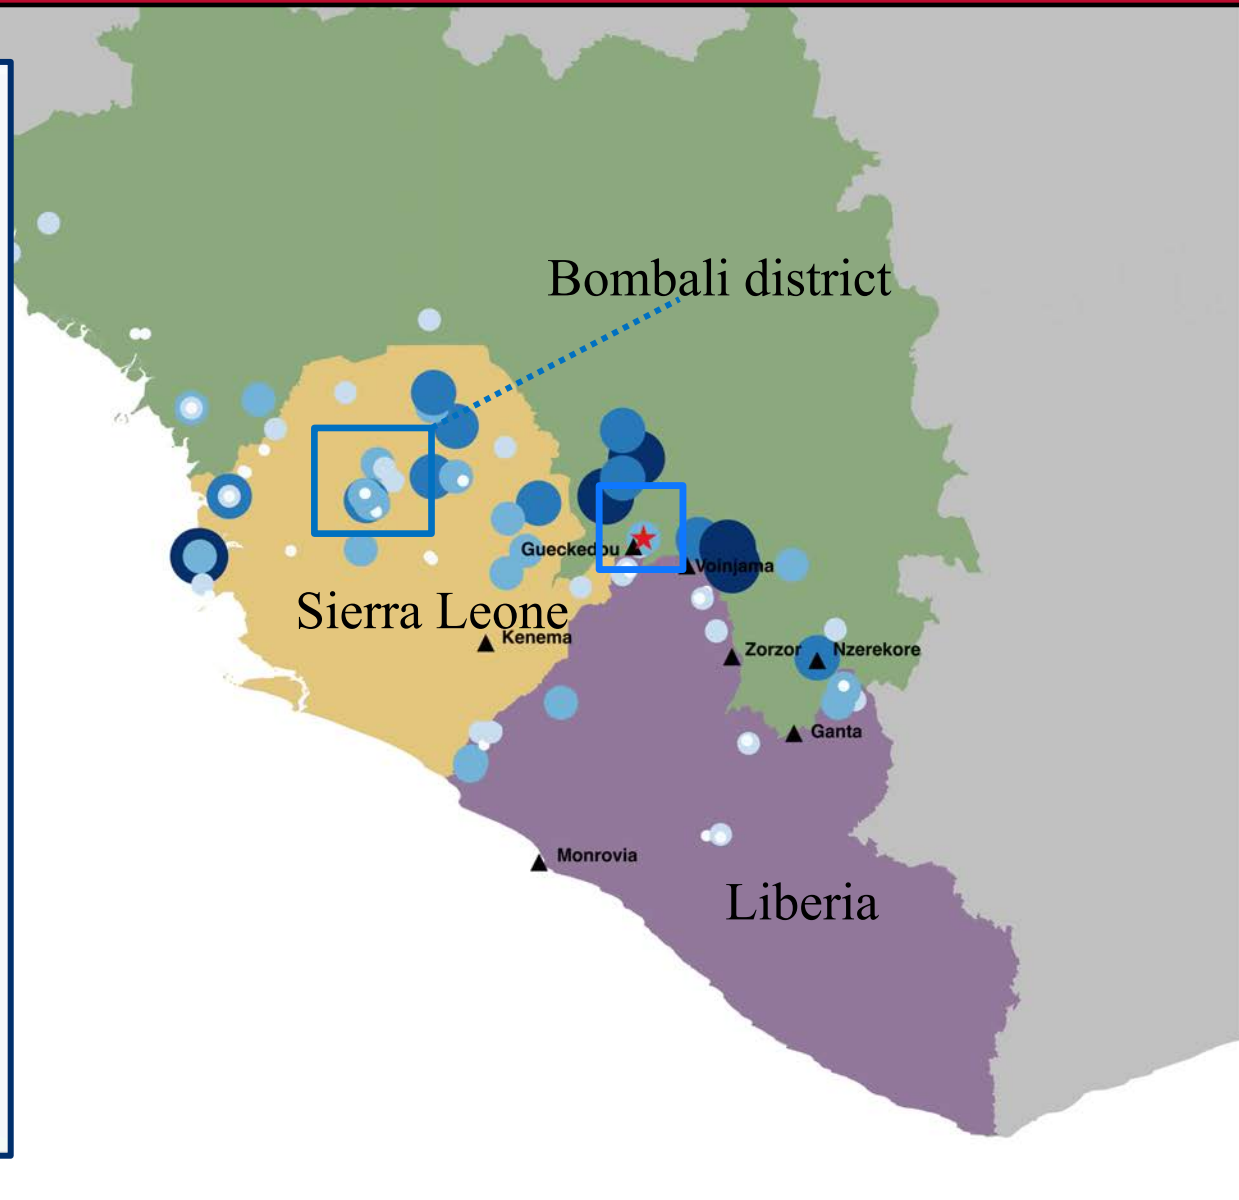 Bombali district
Gueckedou
Voinjama
Sierra Leone
Kenema
Zorzor
Nzerekore
Ganta
Monrovia
Liberia